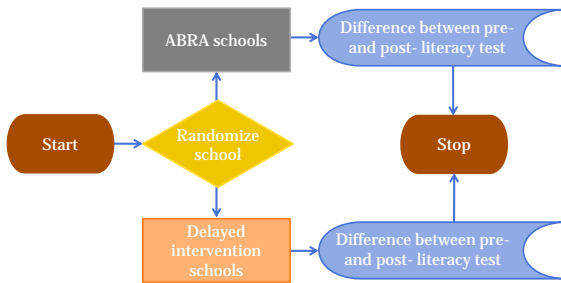 ABRA schools
Difference between pre-
and post- literacy test
Start
Randomize
school
Stop
Delayed
intervention
schools
Difference between pre-
and post- literacy test